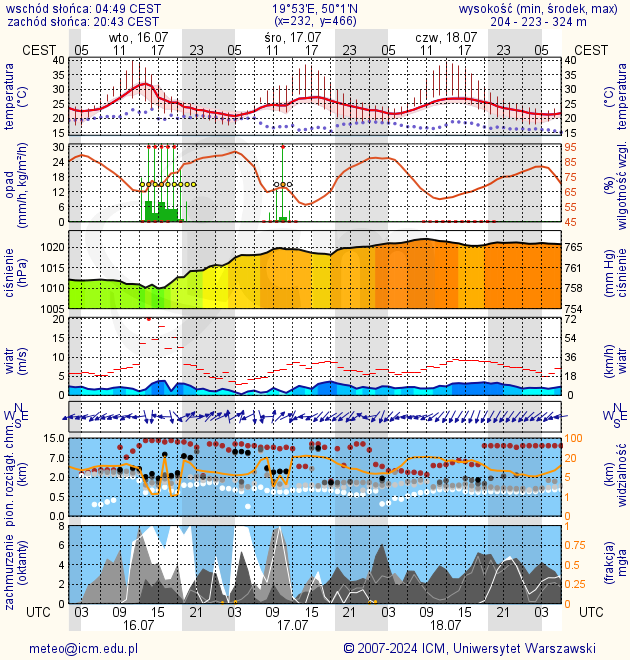 wschód słońca: 04:49 CEST 19°53'E, 50°1'N wysokość (min, środek, max)
zachód słońca: 20:43 CEST (x=232, y=466) 204 - 223 - 324 m
wto, 16.07 śro, 17.07 czw, 18.07
CEST 05 11 17 23 05 11 17 23 05 11 17 23 05 CEST
temperatura (°C)
40 35 30 25 20 15
40 35 30 25 20 15
(°C) temperatura
opad (mm/h, kg/m²/h)
30 24 18 12 6 0
95 85 75 65 55 45
(%) wilgotność wzgl.
ciśnienie (hPa)
1020 1015 1010 1005
765 761 758 754
(mm Hg) ciśnienie
wiatr (m/s)
20 15 10 5 0
72 54 36 18 0
(km/h) wiatr
N W E S
N W E S
pion. rozciągł. chm. (km)
15.0 7.0 2.0 0.5 0.0
100 20 5 1 0
(km) widzialność
zachmurzenie (oktanty)
8 6 4 2 0
1 0.75 0.5 0.25 0
(frakcja) mgła
UTC 03 09 15 21 03 09 15 21 03 09 15 21 03 UTC
16.07 17.07 18.07
meteo@icm.edu.pl © 2007-2024 ICM, Uniwersytet Warszawski